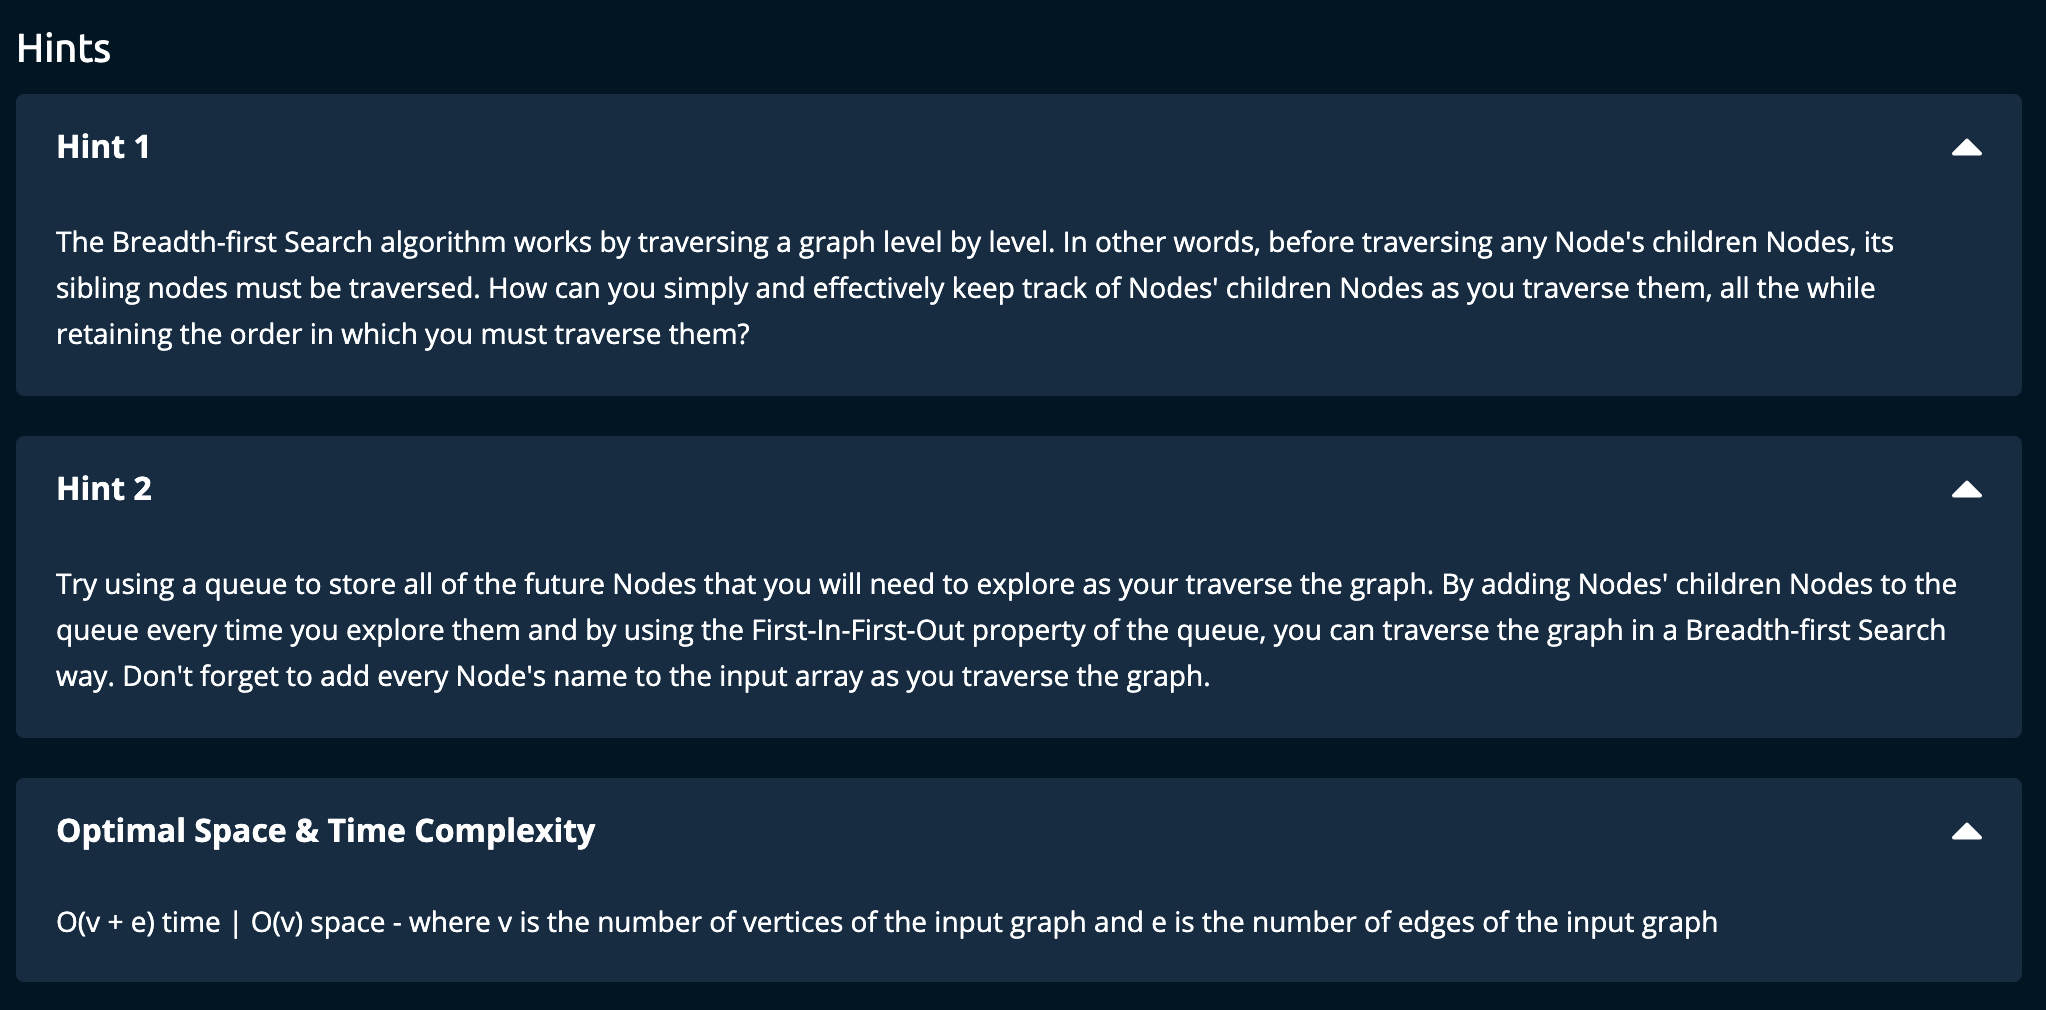 Hints
Hint 1
The Breadth-first Search algorithm works by traversing a graph level by level. In other words, before traversing any Node's children Nodes, its
sibling nodes must be traversed. How can you simply and effectively keep track of Nodes' children Nodes as you traverse them, all the while
retaining the order in which you must traverse them?
Hint 2
Try using a queue to store all of the future Nodes that you will need to explore as your traverse the graph. By adding Nodes' children Nodes to the
queue every time you explore them and by using the First-In-First-Out property of the queue, you can traverse the graph in a Breadth-first Search
way. Don't forget to add every Node's name to the input array as you traverse the graph.
Optimal Space & Time Complexity
O(v + e) time | O(v) space - where v is the number of vertices of the input graph and e is the number of edges of the input graph